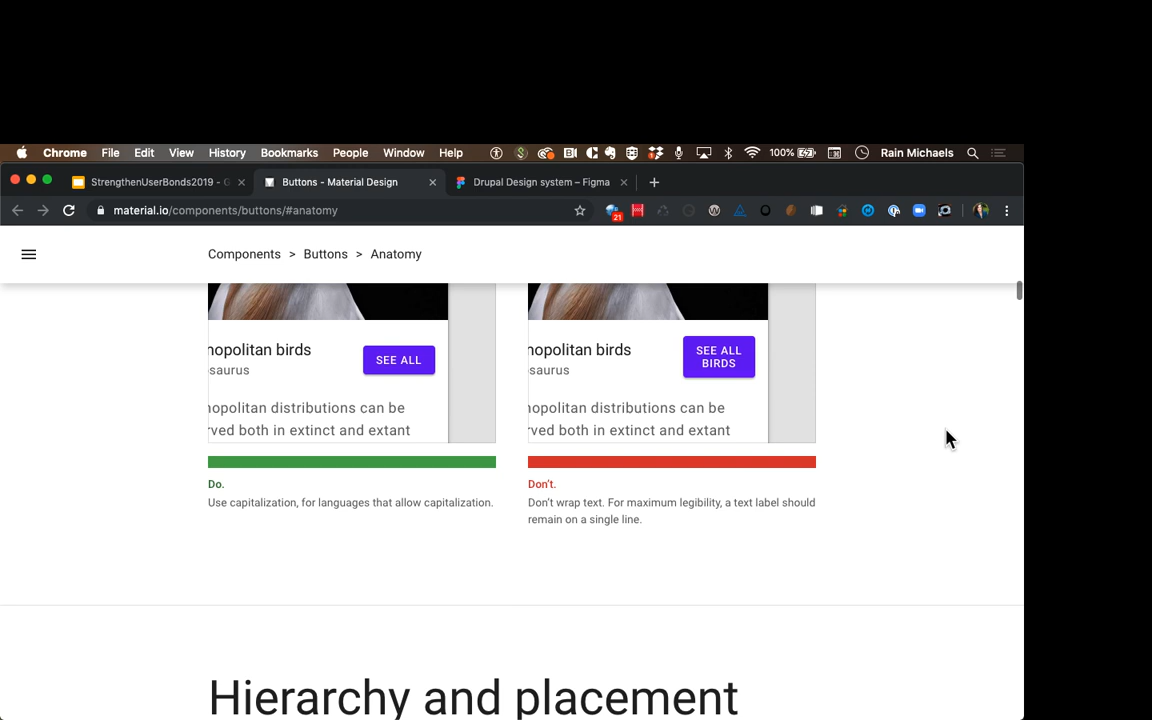 Chrome File Edit View History Bookmarks People Window Help 100% Rain Michaels
StrengthenUserBonds2019 - G Buttons - Material Design Drupal Design system – Figma
material.io/components/buttons/#anatomy 21
Components > Buttons > Anatomy
nopolitan birds
saurus
SEE ALL
nopolitan distributions can be
rved both in extinct and extant
nopolitan birds
saurus
SEE ALL
BIRDS
nopolitan distributions can be
rved both in extinct and extant
Do.
Use capitalization, for languages that allow capitalization.
Don't.
Don't wrap text. For maximum legibility, a text label should
remain on a single line.
Hierarchy and placement